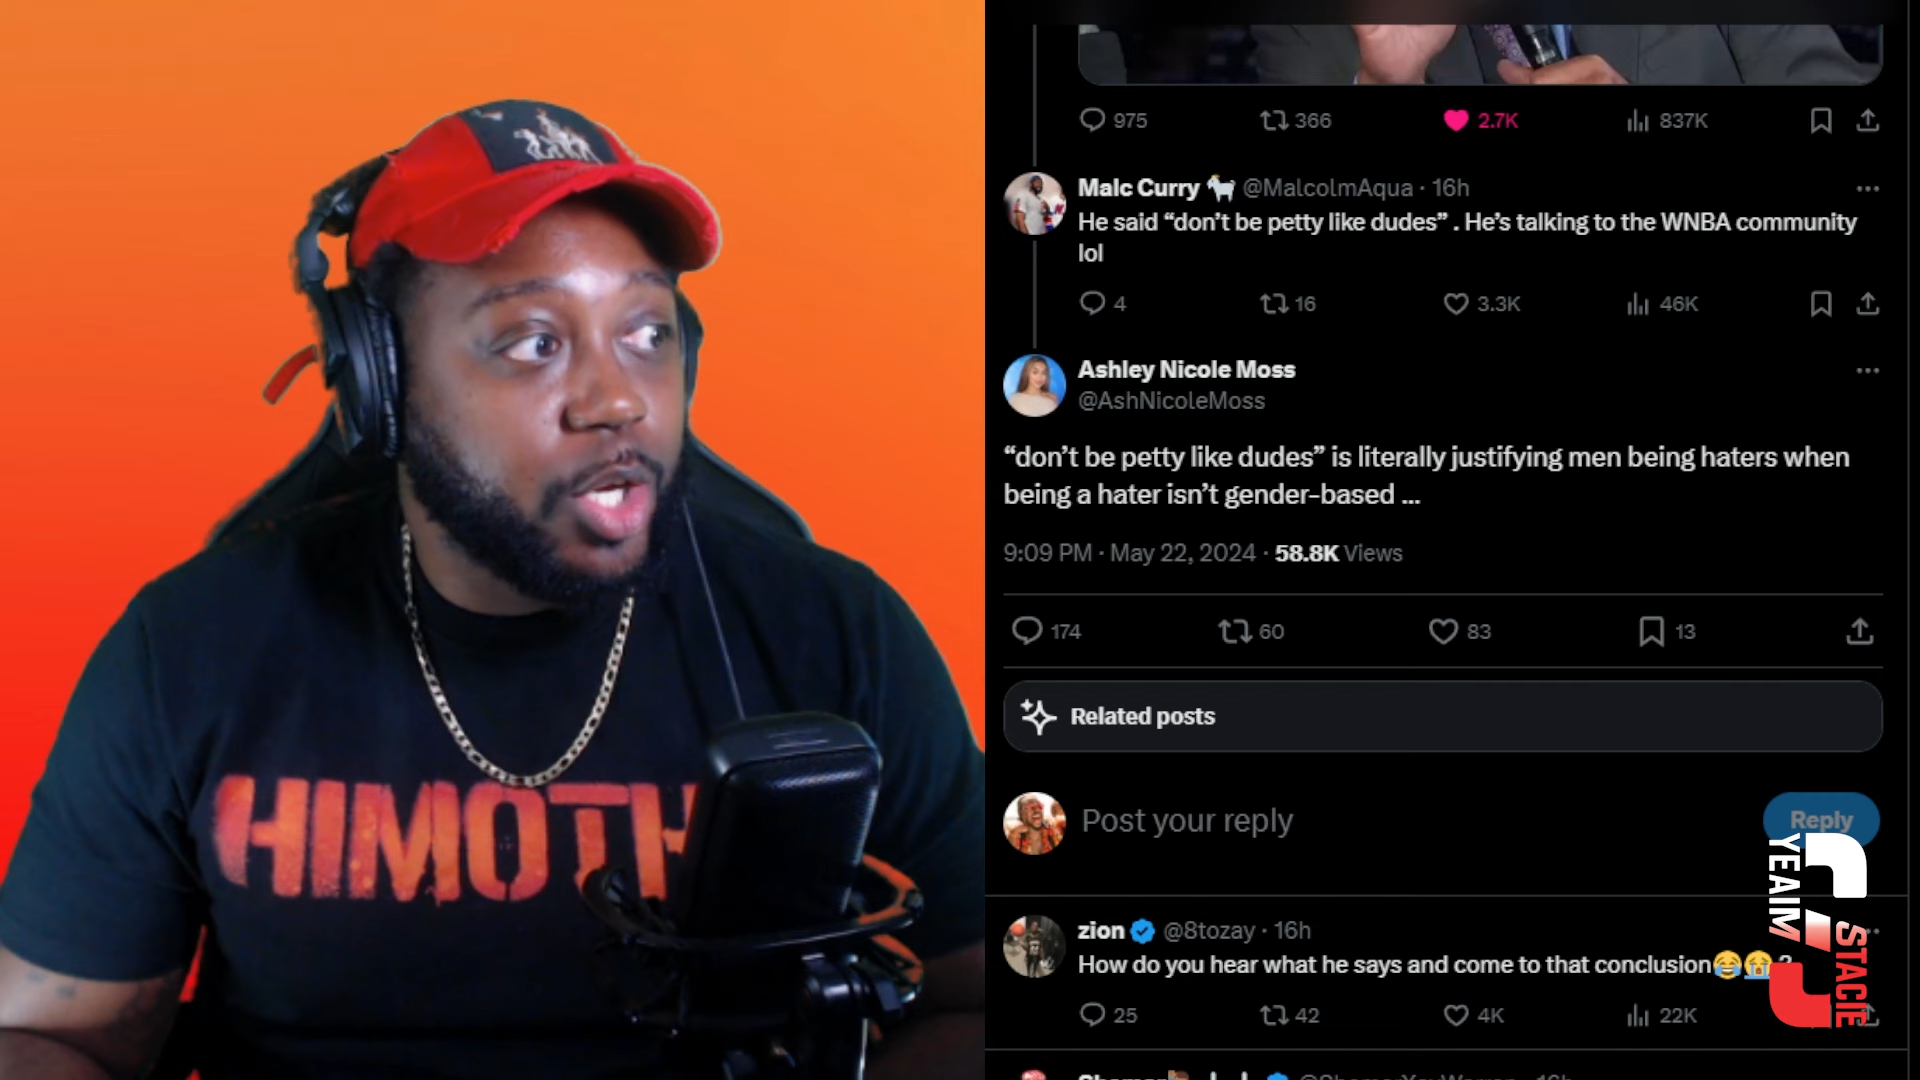 HIMOTH
975 366 2.7K 837K
Malc Curry @MalcolmAqua · 16h
He said “don’t be petty like dudes” . He’s talking to the WNBA community
lol
4 16 3.3K 46K
Ashley Nicole Moss
@AshNicoleMoss
“don’t be petty like dudes” is literally justifying men being haters when
being a hater isn’t gender-based ...
9:09 PM · May 22, 2024 · 58.8K Views
174 60 83 13
Related posts
Post your reply
Reply
YEAIM
STACIE
zion @8tozay · 16h
How do you hear what he says and come to that conclusion😂😭 ?
25 42 4K 22K